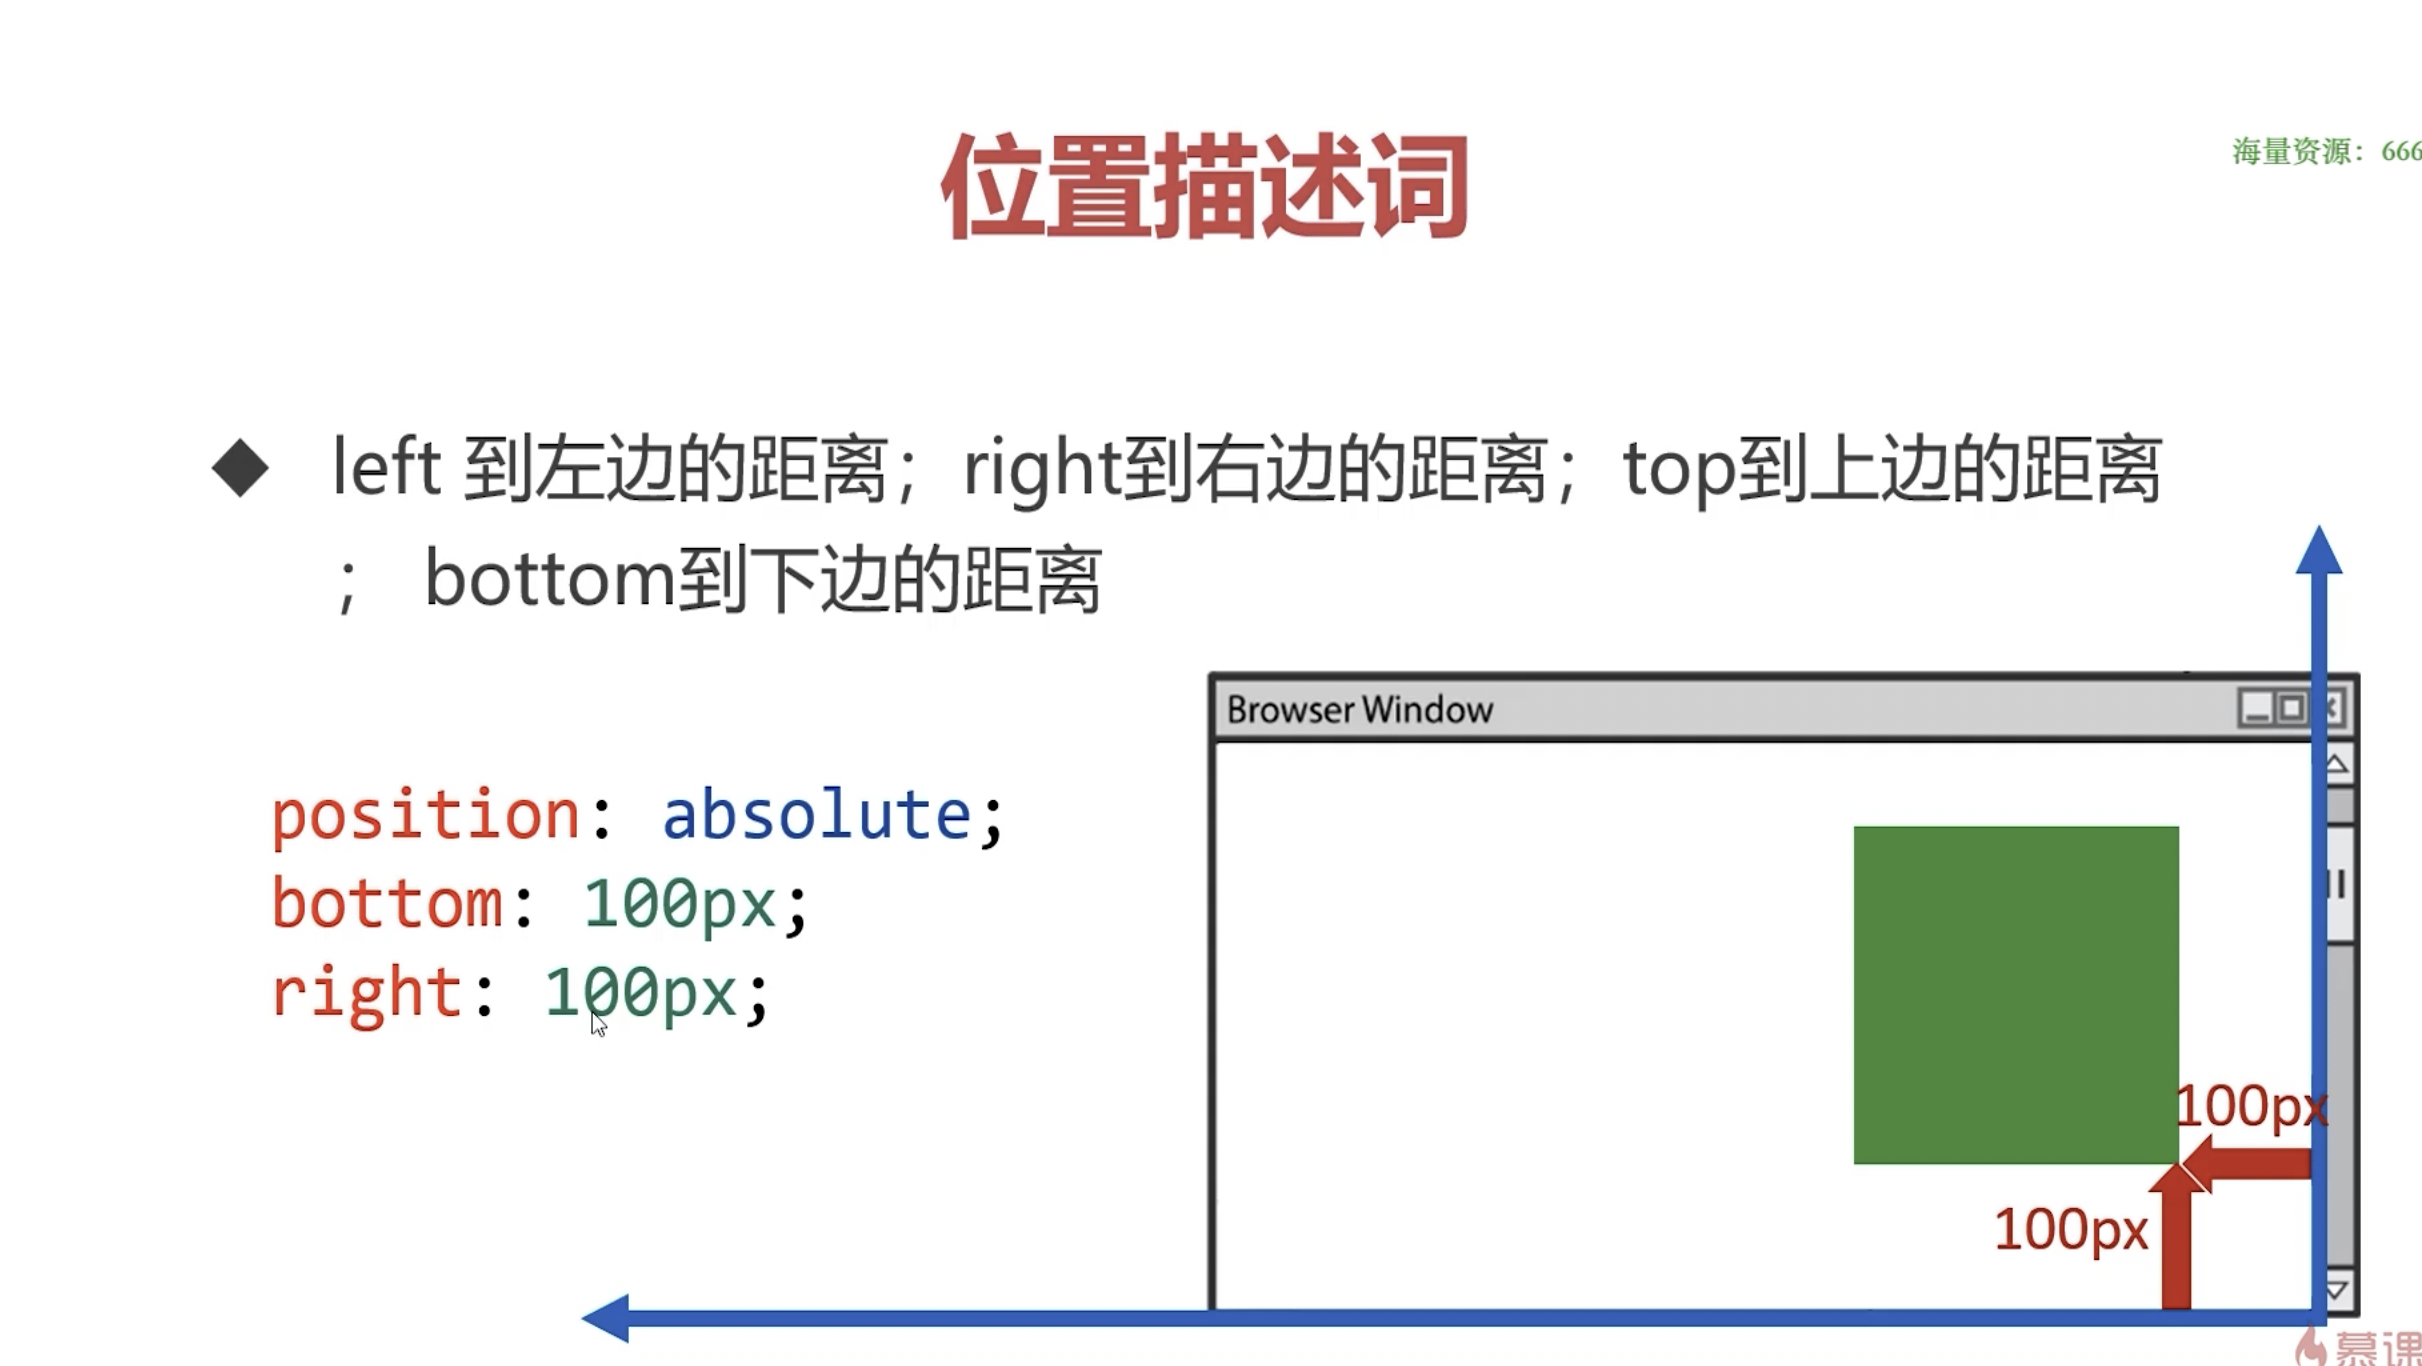 位置描述词
海量资源：666
left 到左边的距离；right到右边的距离；top到上边的距离
； bottom到下边的距离
Browser Window
position: absolute;
bottom: 100px;
right: 100px;
100px
100px
慕课